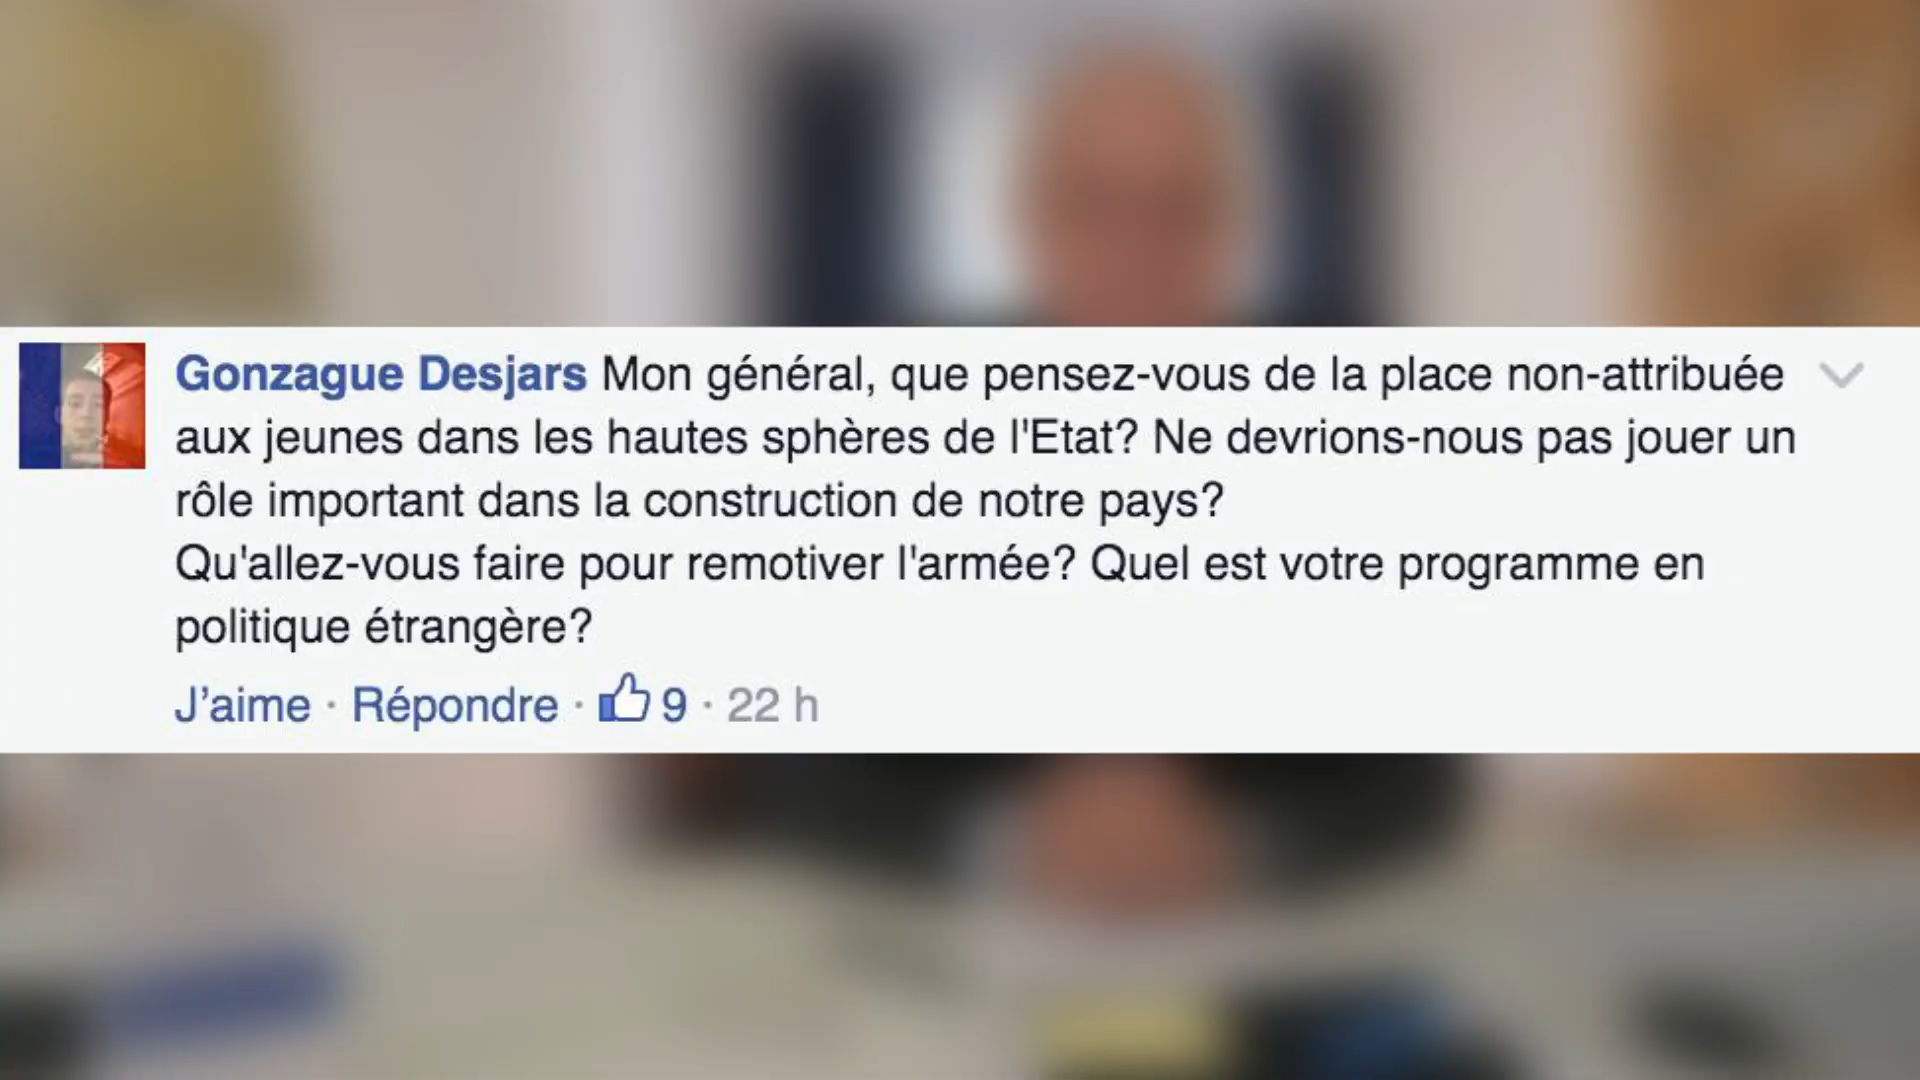 Gonzague Desjars Mon général, que pensez-vous de la place non-attribuée
aux jeunes dans les hautes sphères de l'Etat? Ne devrions-nous pas jouer un
rôle important dans la construction de notre pays?
Qu'allez-vous faire pour remotiver l'armée? Quel est votre programme en
politique étrangère?
J’aime · Répondre · 9 · 22 h